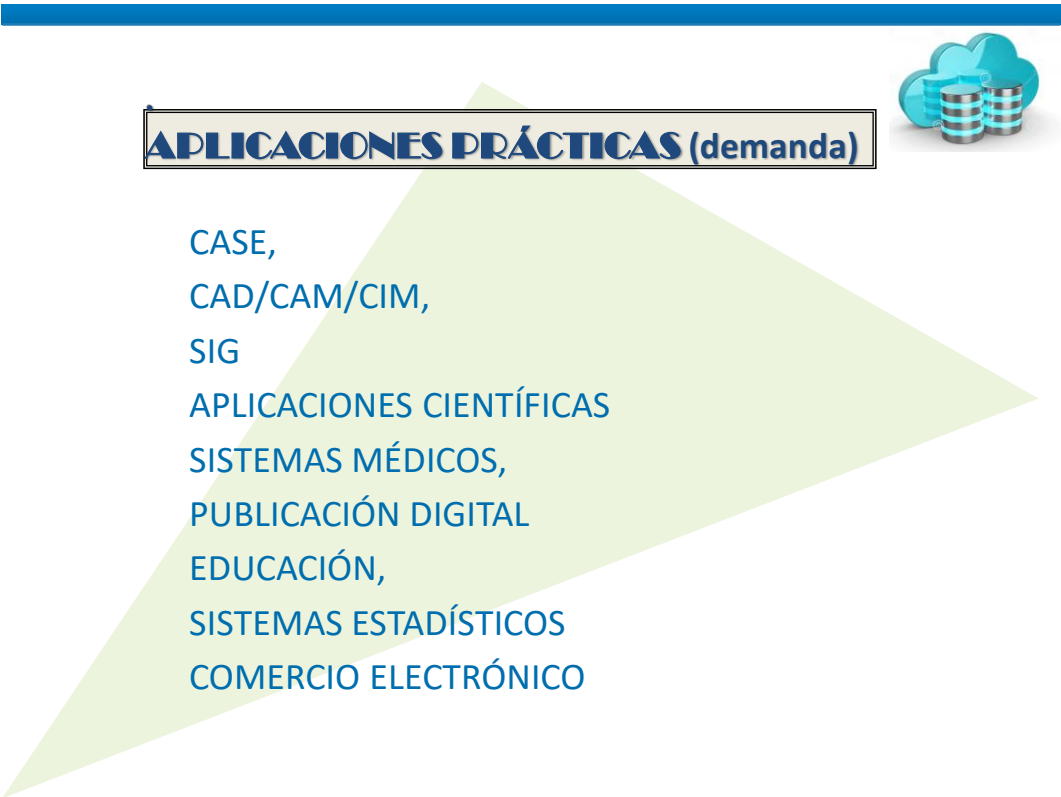 APLICACIONES PRÁCTICAS (demanda)
CASE,
CAD/CAM/CIM,
SIG
APLICACIONES CIENTÍFICAS
SISTEMAS MÉDICOS,
PUBLICACIÓN DIGITAL
EDUCACIÓN,
SISTEMAS ESTADÍSTICOS
COMERCIO ELECTRÓNICO